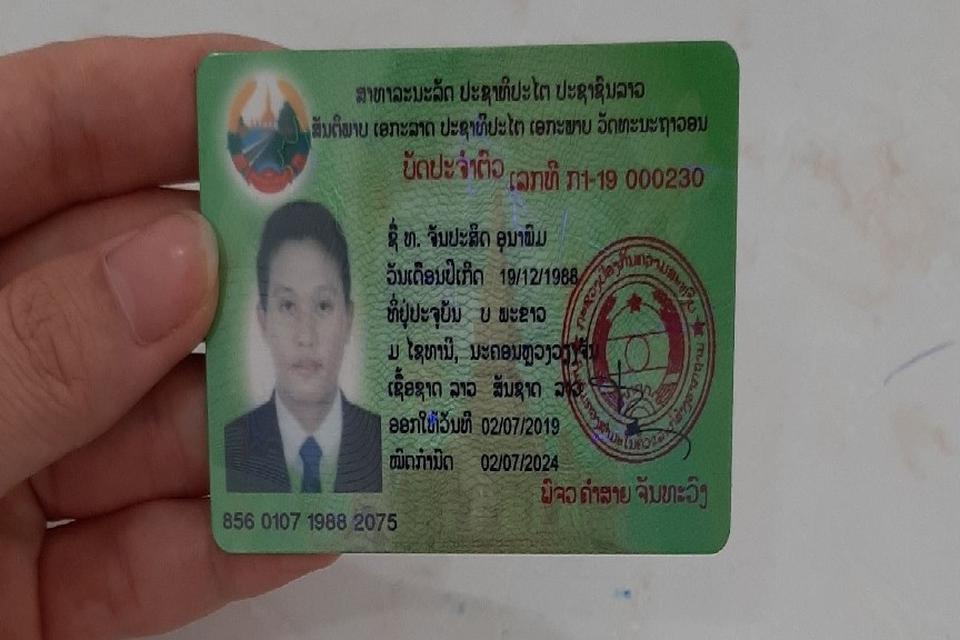 ສາທາລະນະລັດ ປະຊາທິປະໄຕ ປະຊາຊົນລາວ
ສັນຕິພາບ ເອກະລາດ ປະຊາທິປະໄຕ ເອກະພາບ ວັດທະນະຖາວອນ
ບັດປະຈຳຕົວ ເລກທີ ກ1-19 000230
ຊື່ ທ. ຈັນປະສິດ ອຸນາພົມ
ວັນເດືອນປີເກີດ 19/12/1988
ທີ່ຢູ່ປະຈຸບັນ ບ ພະຂາວ
ມ ໄຊທານີ, ນະຄອນຫຼວງວຽງຈັນ
ເຊື້ອຊາດ ລາວ ສັນຊາດ ລາວ
ອອກໃຫ້ວັນທີ 02/07/2019
ໝົດກຳນົດ 02/07/2024
ພົຈວ ຄຳສາຍ ຈັນທະວົງ
856 0107 1988 2075